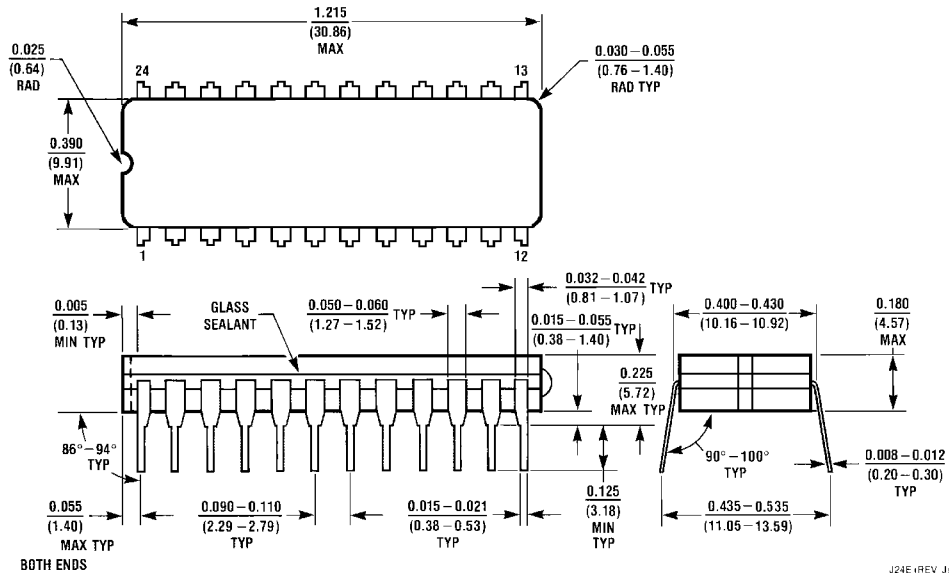 1.215
(30.86)
MAX
0.025
(0.64)
RAD
24
13
0.030–0.055
(0.76–1.40)
RAD TYP
0.390
(9.91)
MAX
1
12
0.005
(0.13)
MIN TYP
GLASS
SEALANT
0.050–0.060
(1.27–1.52)
TYP
0.032–0.042
(0.81–1.07)
TYP
0.015–0.055
(0.38–1.40)
TYP
0.225
(5.72)
MAX TYP
0.400–0.430
(10.16–10.92)
0.180
(4.57)
MAX
86°–94°
TYP
90°–100°
TYP
0.008–0.012
(0.20–0.30)
TYP
0.055
(1.40)
MAX TYP
BOTH ENDS
0.090–0.110
(2.29–2.79)
TYP
0.015–0.021
(0.38–0.53)
TYP
0.125
(3.18)
MIN
TYP
0.435–0.535
(11.05–13.59)
J24E (REV J)